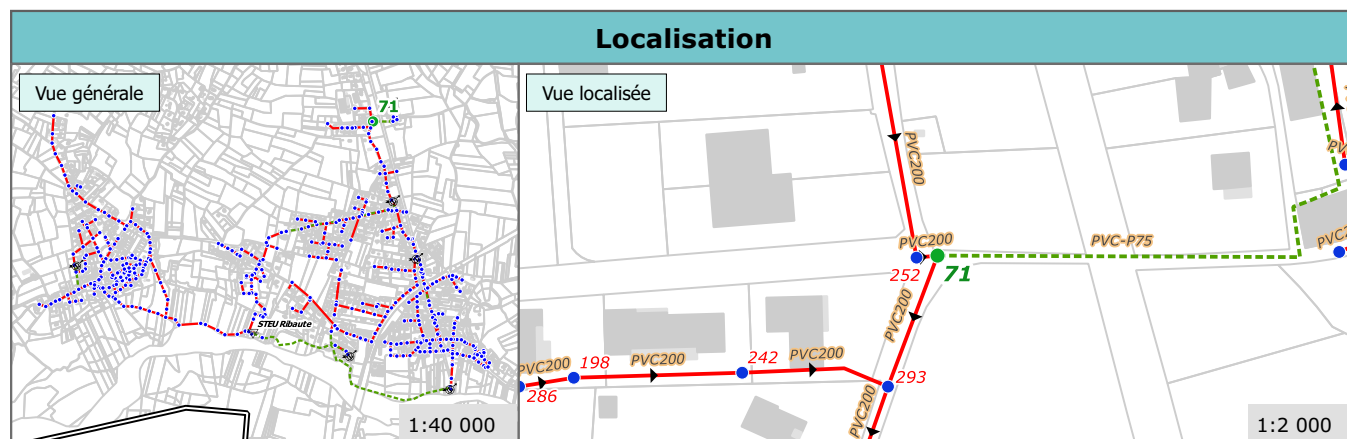 Localisation
Vue générale
71
STEU Ribaute
1:40 000
Vue localisée
PVC200
PVC200
PVC-P75
252
71
PVC200
PVC200
198
PVC200
242
PVC200
293
286
PVC200
1:2 000